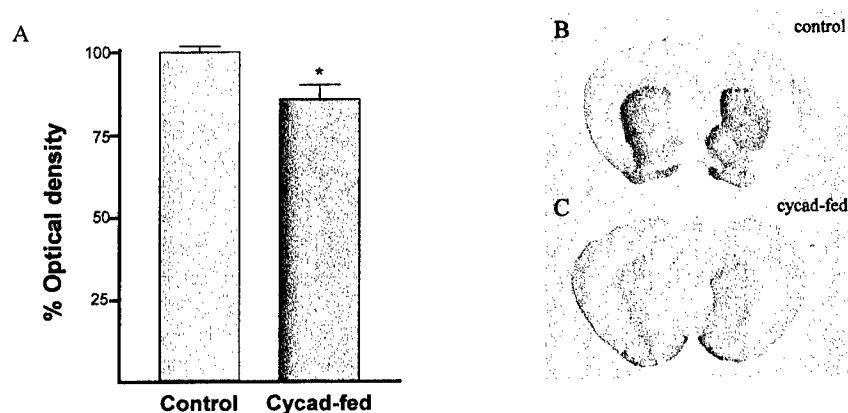 A
% Optical density
100
75
50
25
*
Control Cycad-fed
B
control
C
cycad-fed